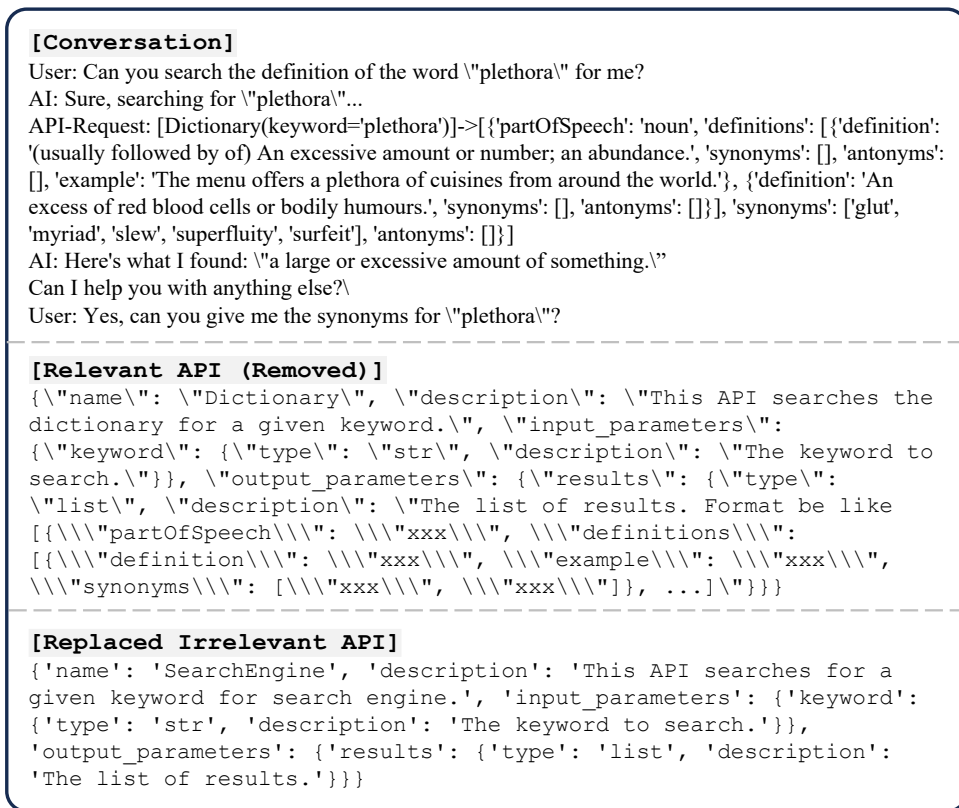 [Conversation]
User: Can you search the definition of the word \"plethora\" for me?
AI: Sure, searching for \"plethora\"...
API-Request: [Dictionary(keyword='plethora')]->[{'partOfSpeech': 'noun', 'definitions': [{'definition':
'(usually followed by of) An excessive amount or number; an abundance.', 'synonyms': [], 'antonyms':
[], 'example': 'The menu offers a plethora of cuisines from around the world.'}, {'definition': 'An
excess of red blood cells or bodily humours.', 'synonyms': [], 'antonyms': []}], 'synonyms': ['glut',
'myriad', 'slew', 'superfluity', 'surfeit'], 'antonyms': []}]
AI: Here's what I found: \"a large or excessive amount of something.\”
Can I help you with anything else?\
User: Yes, can you give me the synonyms for \"plethora\"?
[Relevant API (Removed)]
{\"name\": \"Dictionary\", \"description\": \"This API searches the
dictionary for a given keyword.\", \"input_parameters\":
{\"keyword\": {\"type\": \"str\", \"description\": \"The keyword to
search.\"}}, \"output_parameters\": {\"results\": {\"type\":
\"list\", \"description\": \"The list of results. Format be like
[{\\\"partOfSpeech\\\": \\\"xxx\\\", \\\"definitions\\\":
[{\\\"definition\\\": \\\"xxx\\\", \\\"example\\\": \\\"xxx\\\",
\\\"synonyms\\\": [\\\"xxx\\\", \\\"xxx\\\"]}, ...]\"}}}
[Replaced Irrelevant API]
{'name': 'SearchEngine', 'description': 'This API searches for a
given keyword for search engine.', 'input_parameters': {'keyword':
{'type': 'str', 'description': 'The keyword to search.'}},
'output_parameters': {'results': {'type': 'list', 'description':
'The list of results.'}}}